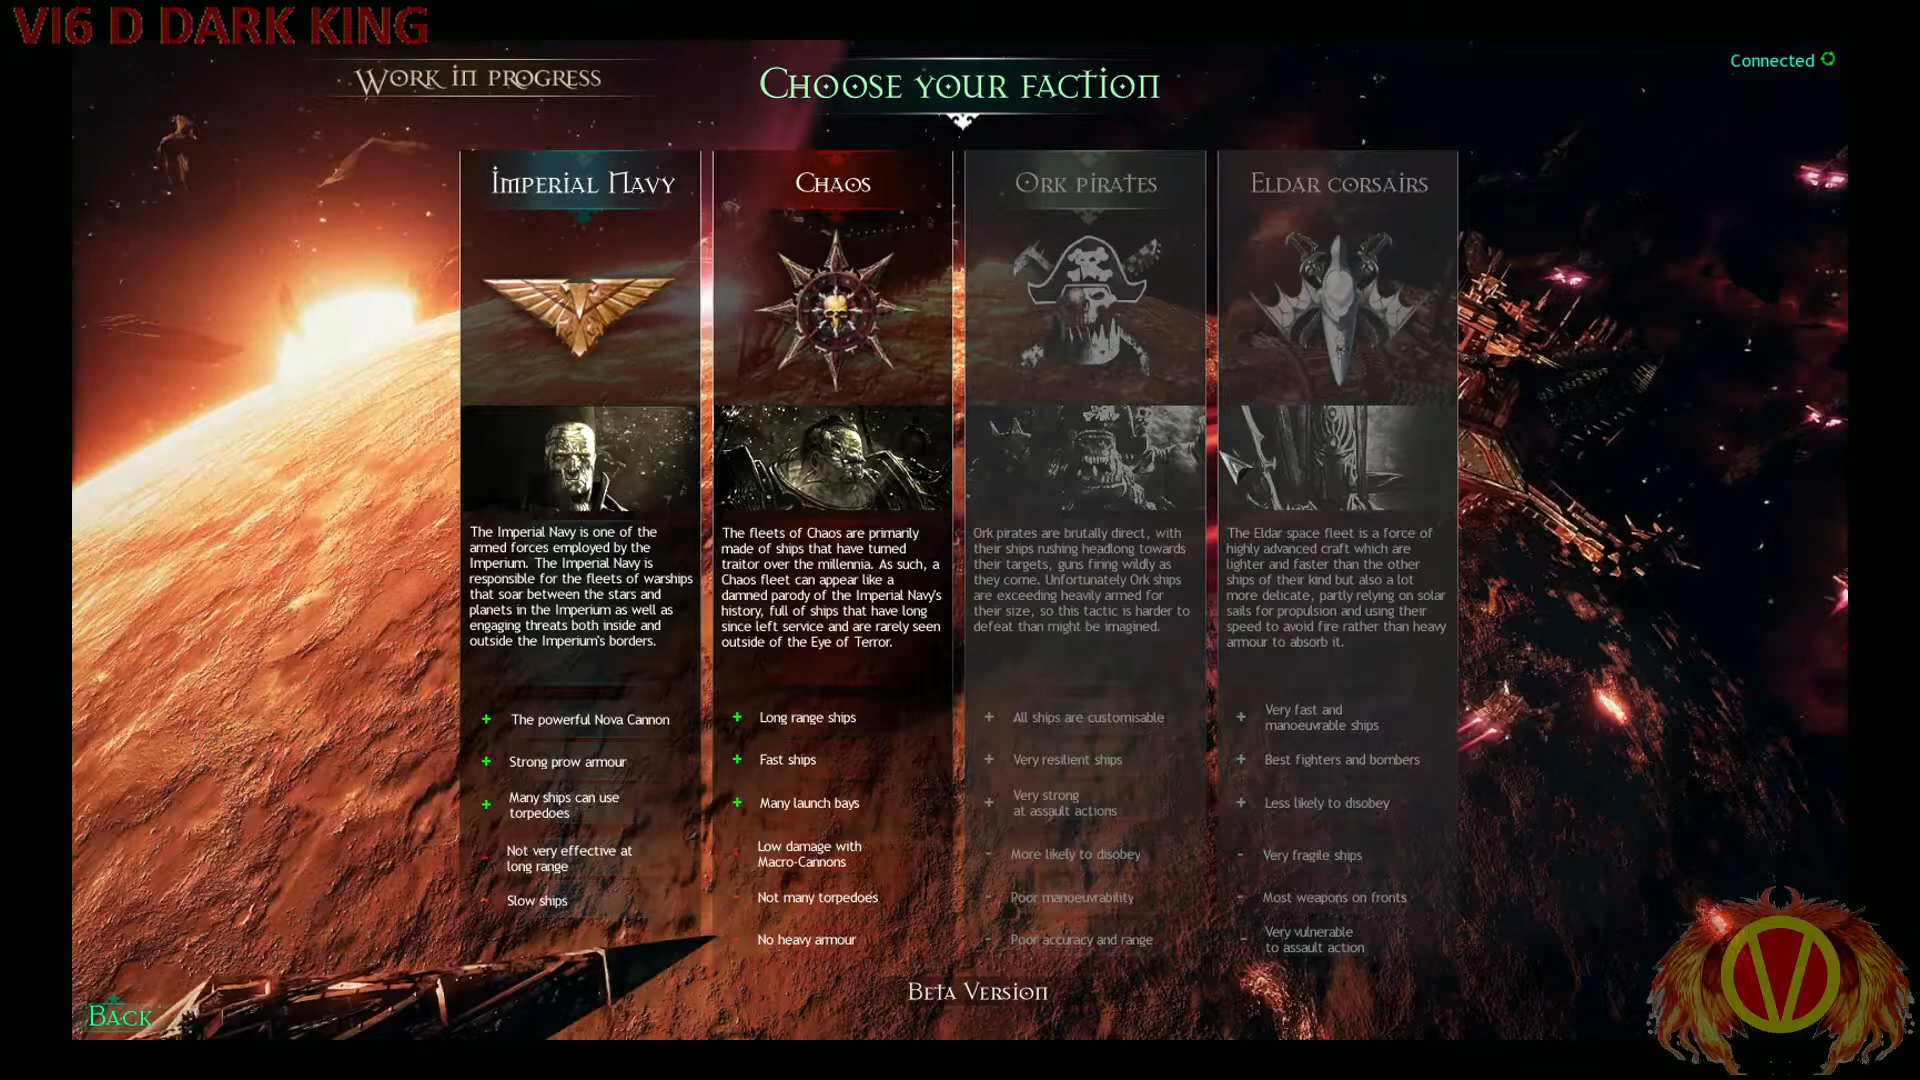 VI6 D DARK KING
Work in progress
Choose your faction
Connected
Imperial Navy
The Imperial Navy is one of the
armed forces employed by the
Imperium. The Imperial Navy is
responsible for the fleets of warships
that soar between the stars and
planets in the Imperium as well as
engaging threats both inside and
outside the Imperium's borders.
+ The powerful Nova Cannon
+ Strong prow armour
+ Many ships can use
torpedoes
- Not very effective at
long range
- Slow ships
Chaos
The fleets of Chaos are primarily
made of ships that have turned
traitor over the millennia. As such, a
Chaos fleet can appear like a
damned parody of the Imperial Navy's
history, full of ships that have long
since left service and are rarely seen
outside of the Eye of Terror.
+ Long range ships
+ Fast ships
+ Many launch bays
- Low damage with
Macro-Cannons
- Not many torpedoes
- No heavy armour
Ork pirates
Ork pirates are brutally direct, with
their ships rushing headlong towards
their targets, guns firing wildly as
they come. Unfortunately Ork ships
are exceeding heavily armed for
their size, so this tactic is harder to
defeat than might be imagined.
+ All ships are customisable
+ Very resilient ships
+ Very strong
at assault actions
- More likely to disobey
- Poor manoeuvrability
- Poor accuracy and range
Eldar corsairs
The Eldar space fleet is a force of
highly advanced craft which are
lighter and faster than the other
ships of their kind but also a lot
more delicate, partly relying on solar
sails for propulsion and using their
speed to avoid fire rather than heavy
armour to absorb it.
+ Very fast and
manoeuvrable ships
+ Best fighters and bombers
+ Less likely to disobey
- Very fragile ships
- Most weapons on fronts
- Very vulnerable
to assault action
Beta Version
Back
V